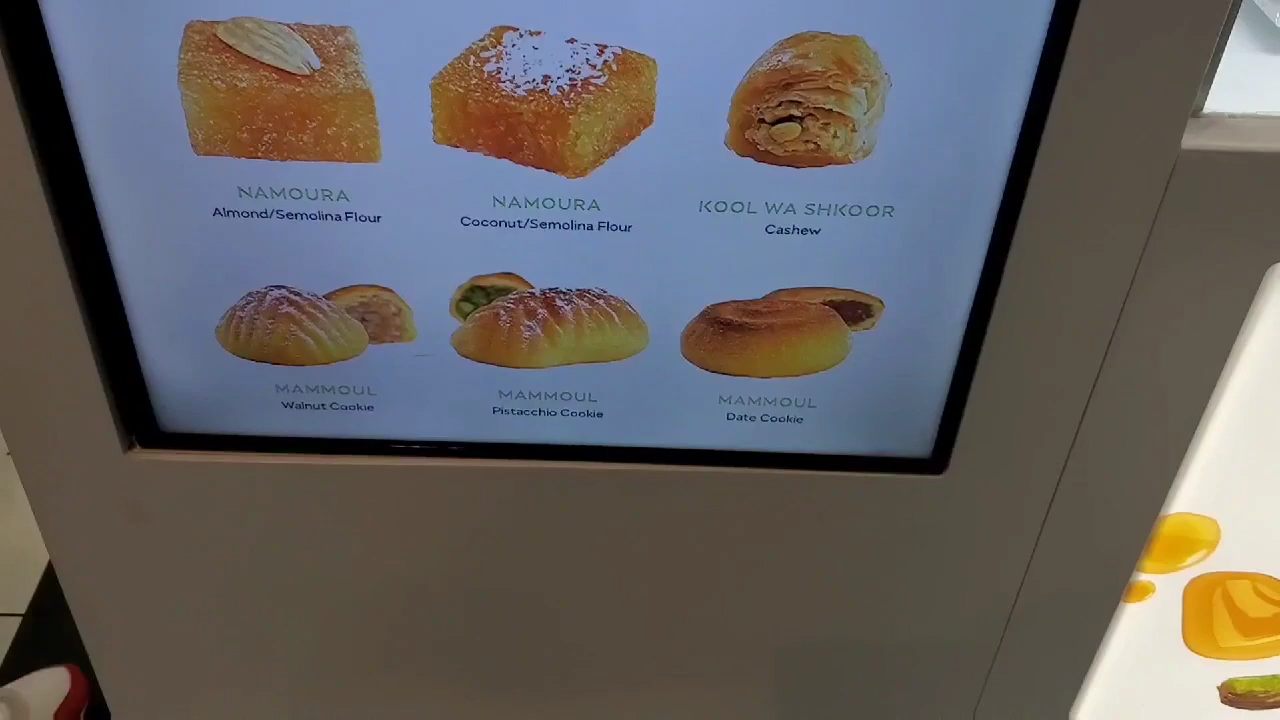 NAMOURA
Almond/Semolina Flour
NAMOURA
Coconut/Semolina Flour
KOOL WA SHKOOR
Cashew
MAMMOUL
Walnut Cookie
MAMMOUL
Pistacchio Cookie
MAMMOUL
Date Cookie